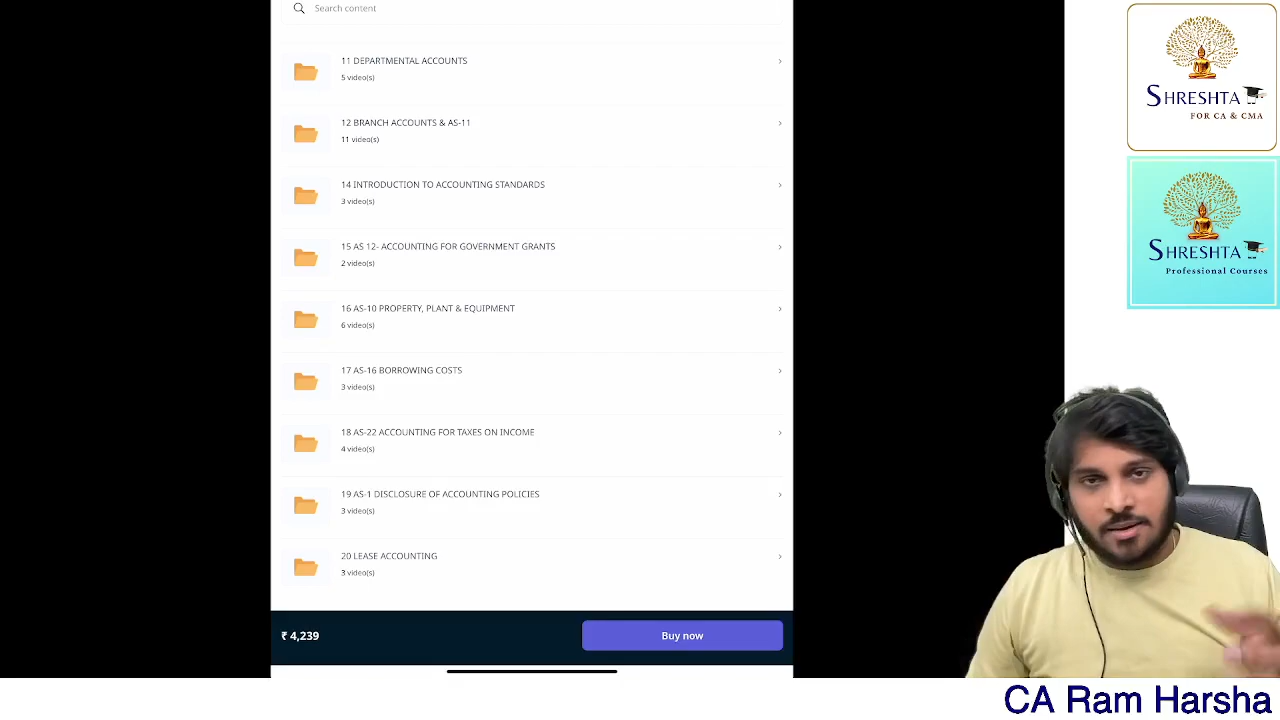 Search content
11 DEPARTMENTAL ACCOUNTS
5 video(s)
12 BRANCH ACCOUNTS & AS-11
11 video(s)
14 INTRODUCTION TO ACCOUNTING STANDARDS
3 video(s)
15 AS 12- ACCOUNTING FOR GOVERNMENT GRANTS
2 video(s)
16 AS-10 PROPERTY, PLANT & EQUIPMENT
6 video(s)
17 AS-16 BORROWING COSTS
3 video(s)
18 AS-22 ACCOUNTING FOR TAXES ON INCOME
4 video(s)
19 AS-1 DISCLOSURE OF ACCOUNTING POLICIES
3 video(s)
20 LEASE ACCOUNTING
3 video(s)
₹ 4,239
Buy now
SHRESHTA
FOR CA & CMA
SHRESHTA
Professional Courses
CA Ram Harsha